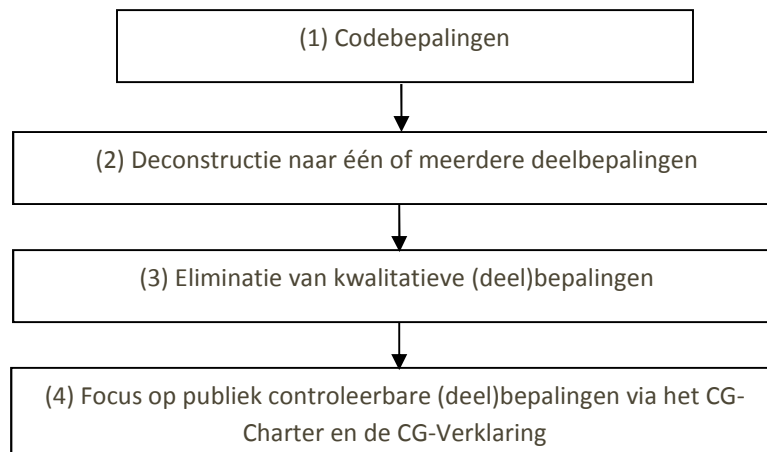 (1) Codebepalingen
(2) Deconstructie naar één of meerdere deelbepalingen
(3) Eliminatie van kwalitatieve (deel)bepalingen
(4) Focus op publiek controleerbare (deel)bepalingen via het CG-
Charter en de CG-Verklaring